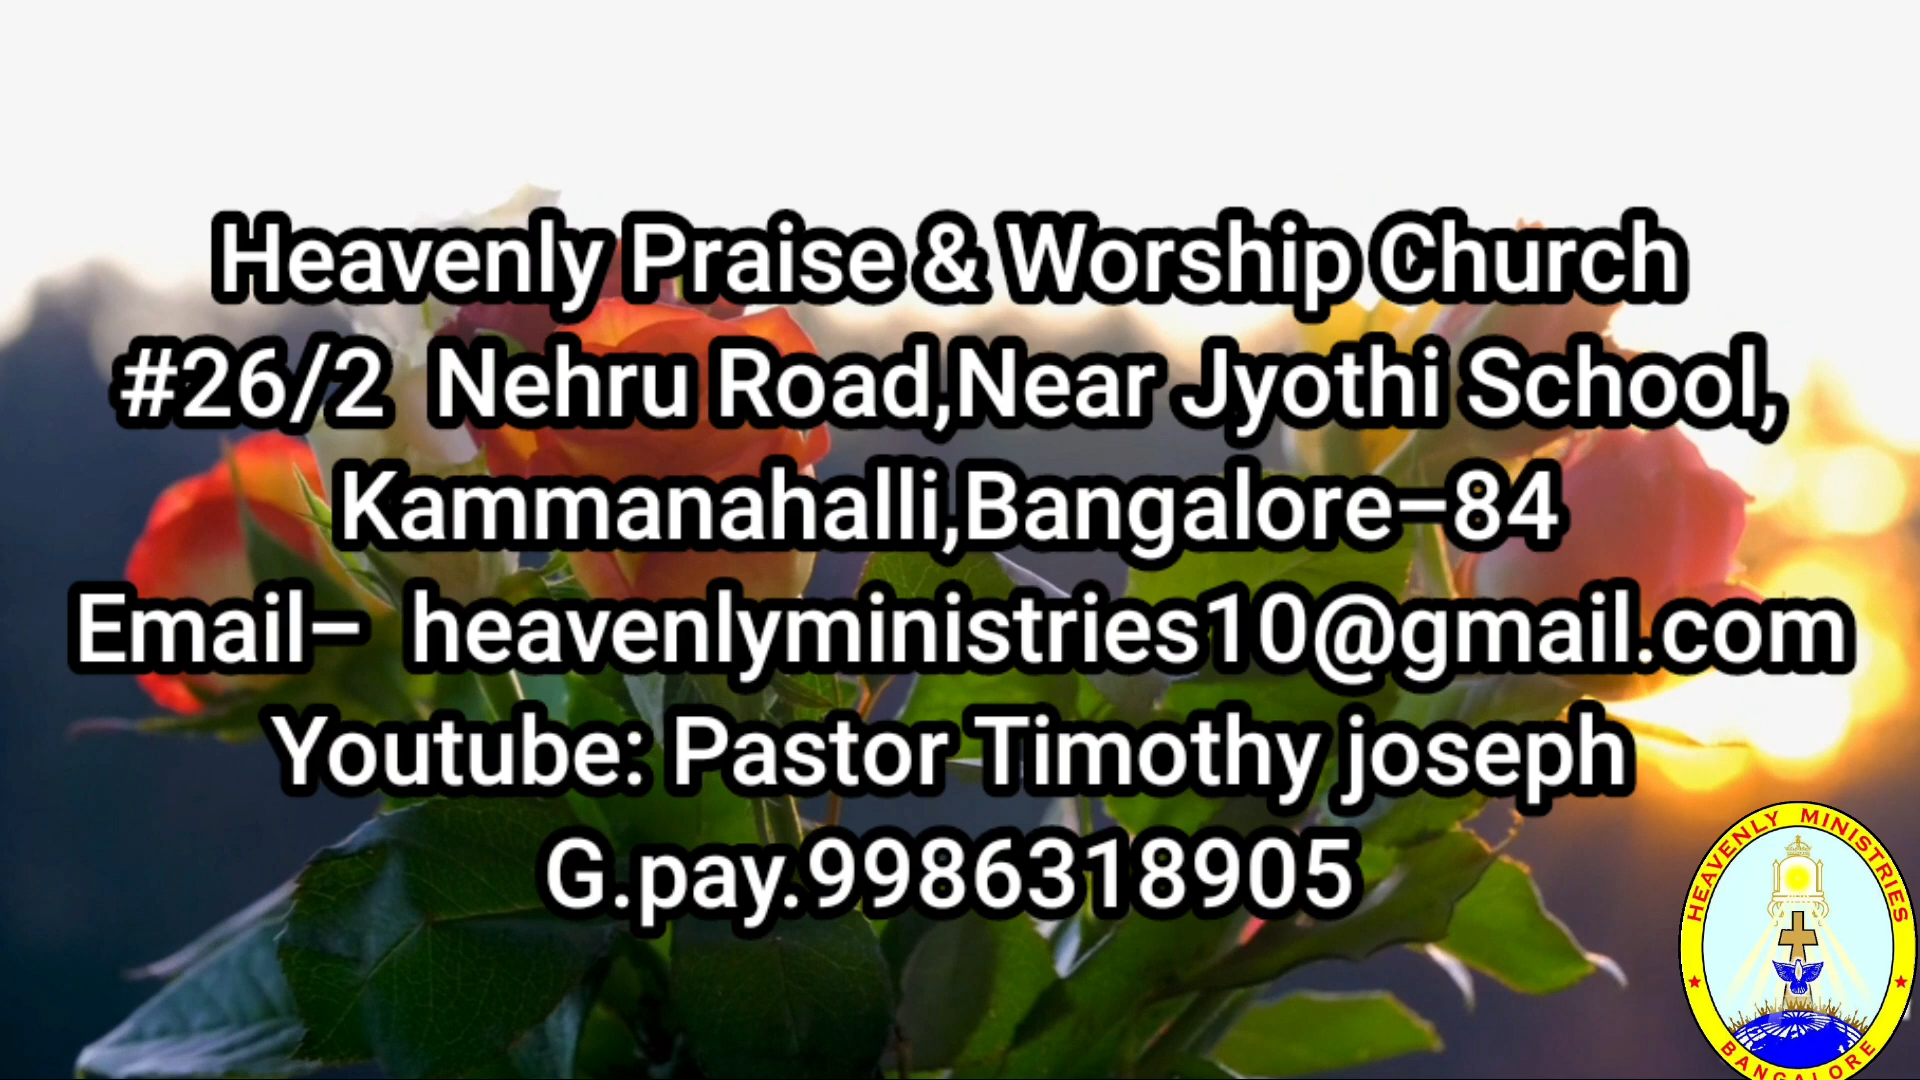 Heavenly Praise & Worship Church
#26/2 Nehru Road,Near Jyothi School,
Kammanahalli,Bangalore–84
Email– heavenlyministries10@gmail.com
Youtube: Pastor Timothy joseph
G.pay.9986318905
HEAVENLY MINISTRIES
BANGALORE